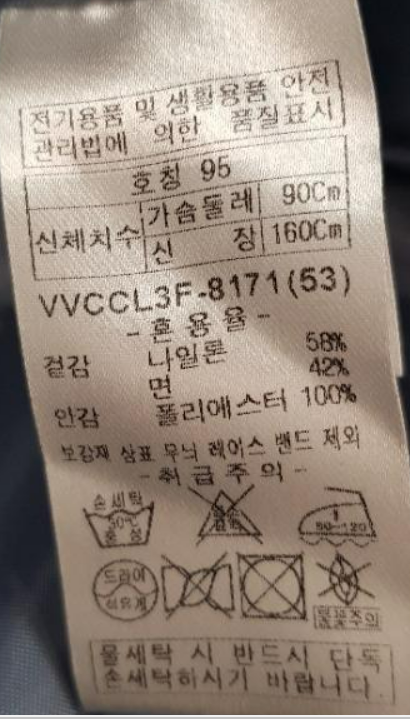 전기용품 및 생활용품 안전
관리법에 의한 품질표시
호칭 95
신체치수 가슴둘레 90Cm
신장 160Cm
VVCCL3F-8171(53)
-혼용율-
겉감 나일론 58%
면 42%
안감 폴리에스터 100%
보강재 상표 무늬 레이스 밴드 제외
-취급주의-
손세탁
30℃
중성
1
80~120
드라이
석유계
물세탁 시 반드시 단독
손세탁하시기 바랍니다.